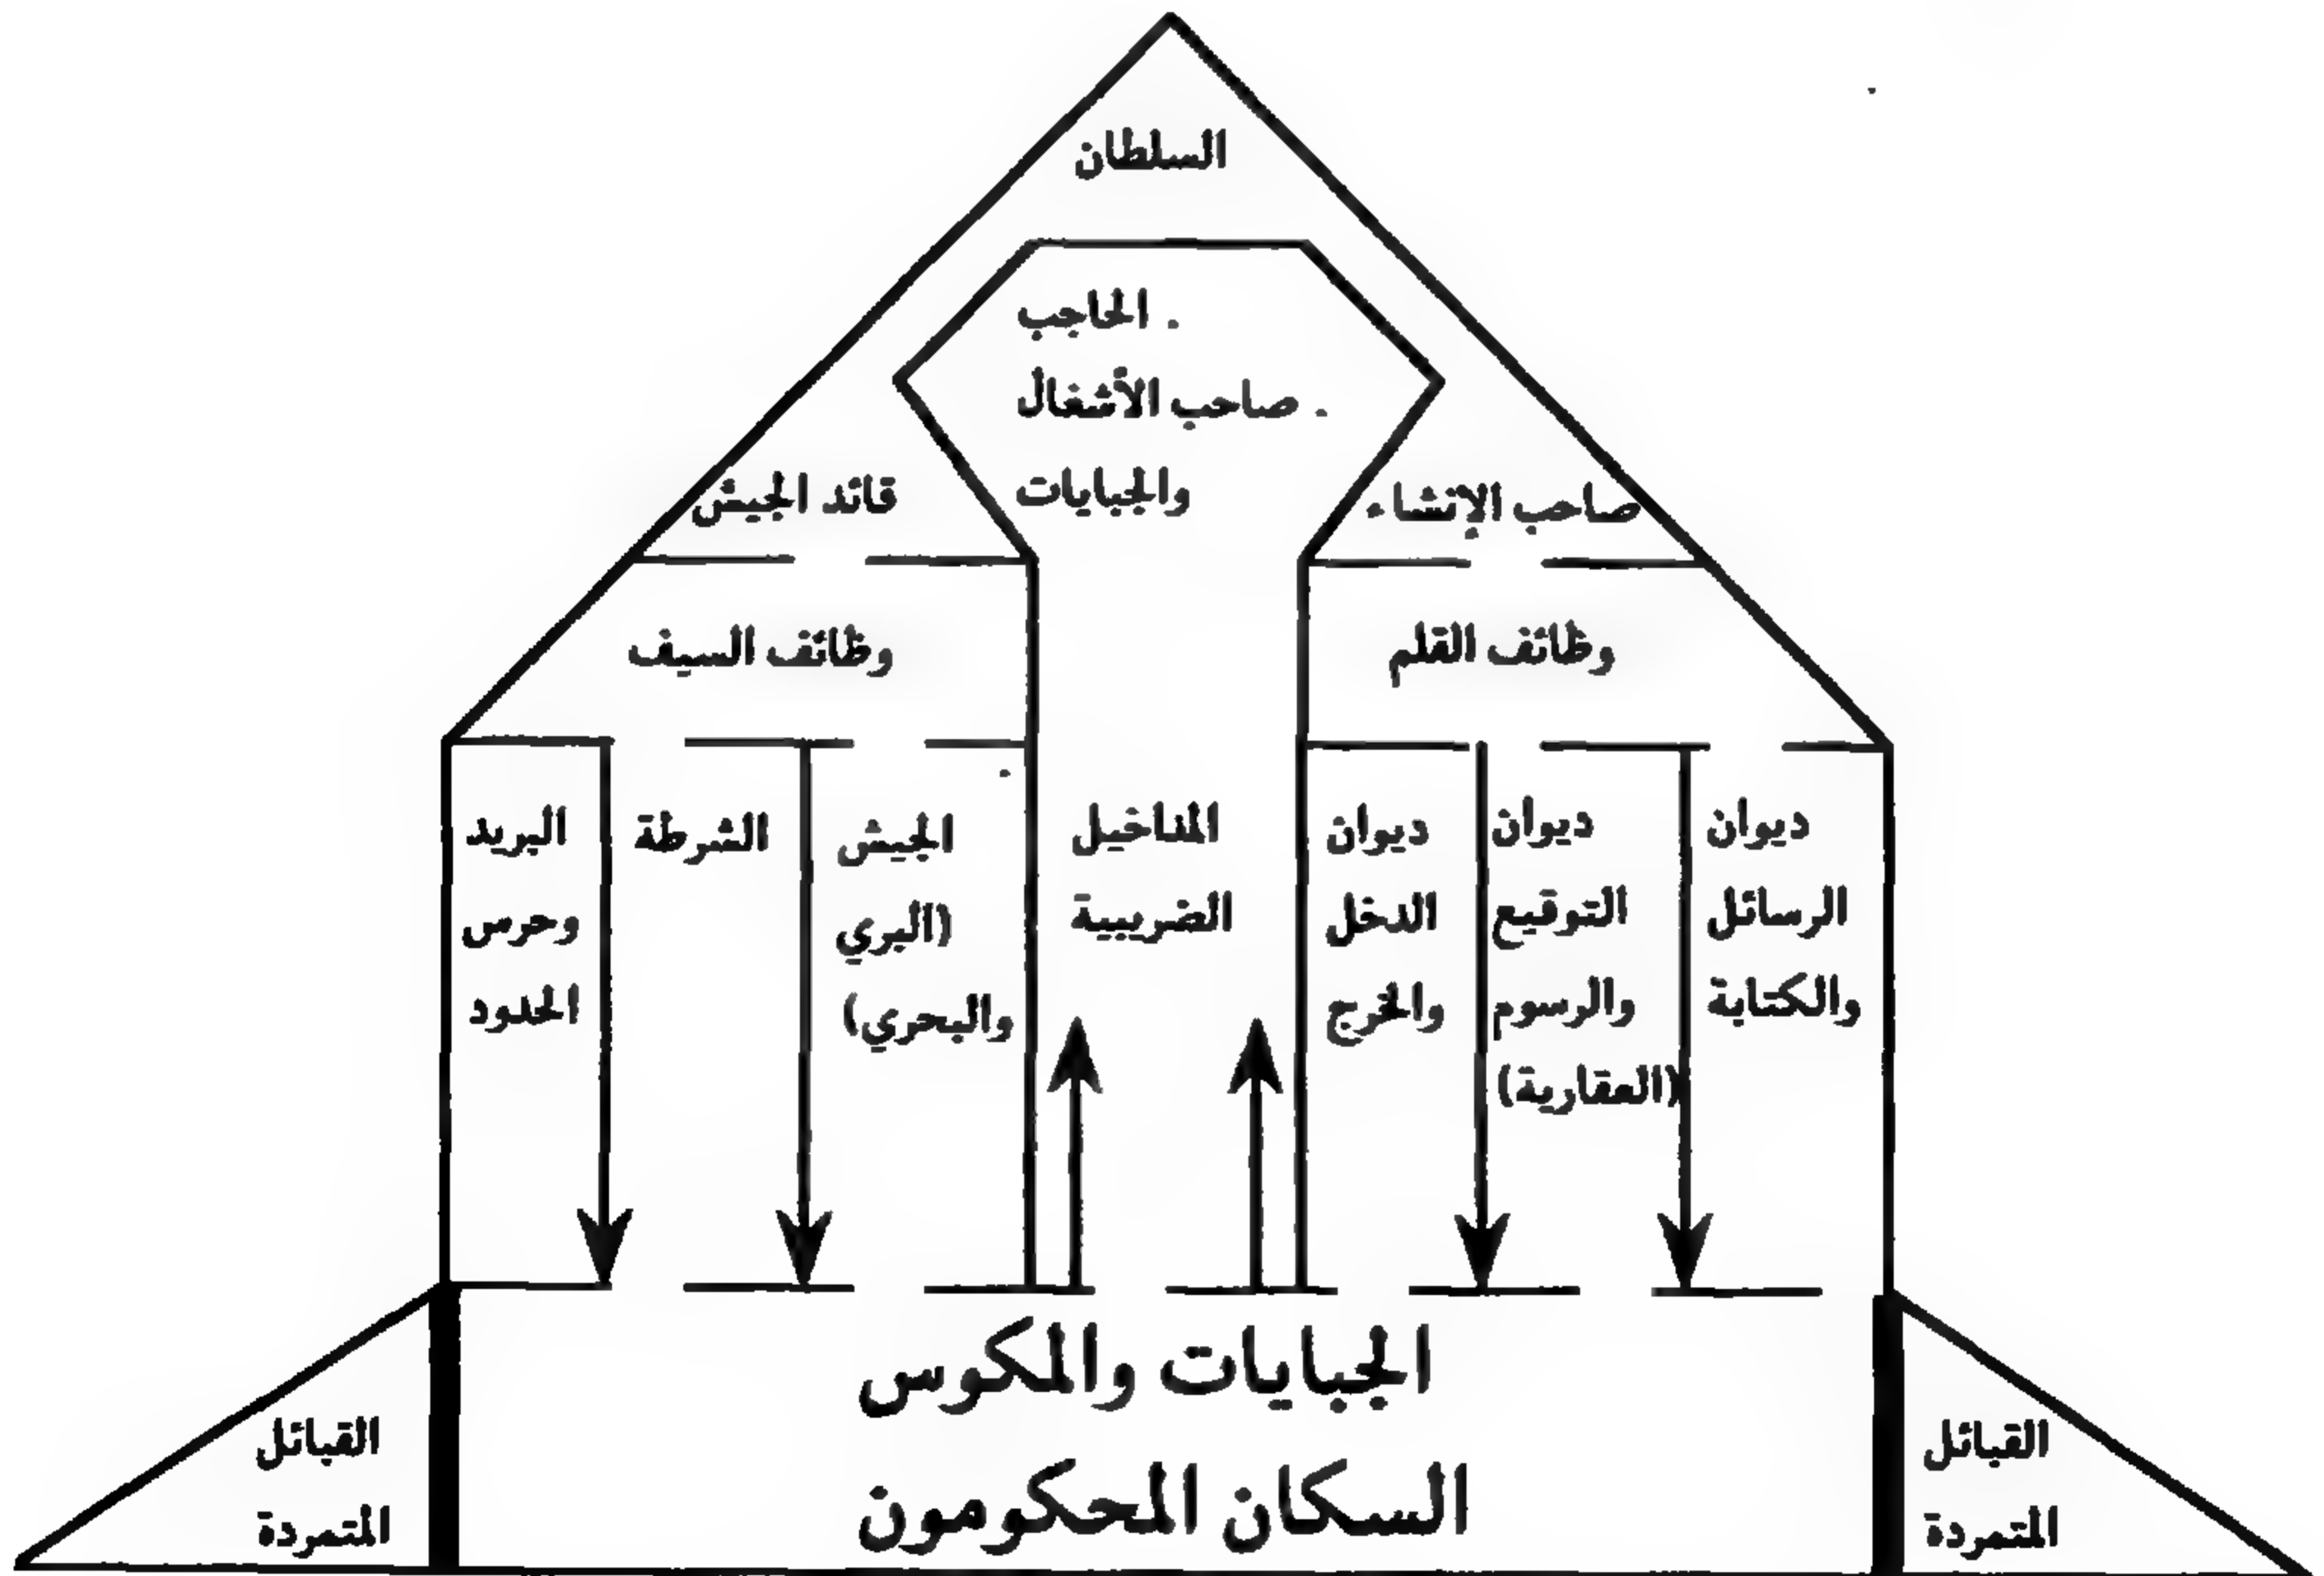 السلطان
. الحاجب
. صاحب الأشغال
والجبايات
صاحب الإنشاء
قائد الجيش
وظائف القلم
وظائف السيف
ديوان
الرسائل
والكتابة
ديوان
التوقيع
والرسوم
(العقارية)
ديوان
الدخل
والخرج
المداخيل
الضريبية
الجيش
(البري
والبحري)
الشرطة
البريد
وحرس
الحدود
الجبايات والمكوس
السكان المحكومون
القبائل
المتمردة
القبائل
المتمردة